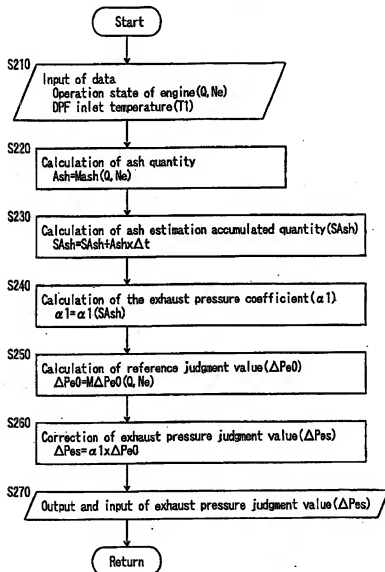 Start
S210
Input of data
Operation state of engine(Q,Ne)
DPF inlet temperature(T1)
S220
Calculation of ash quantity
Ash=Mash(Q,Ne)
S230
Calculation of ash estimation accumulated quantity(SAsh)
SAsh=SAsh+Ash×Δt
S240
Calculation of the exhaust pressure coefficient(α1).
α1=α1(SAsh)
S250
Calculation of reference judgment value(ΔPe0)
ΔPe0=MΔPe0(Q,Ne)
S260
Correction of exhaust pressure judgment value(ΔPes)
ΔPes=α1×ΔPe0
S270
Output and input of exhaust pressure judgment value(ΔPes)
Return